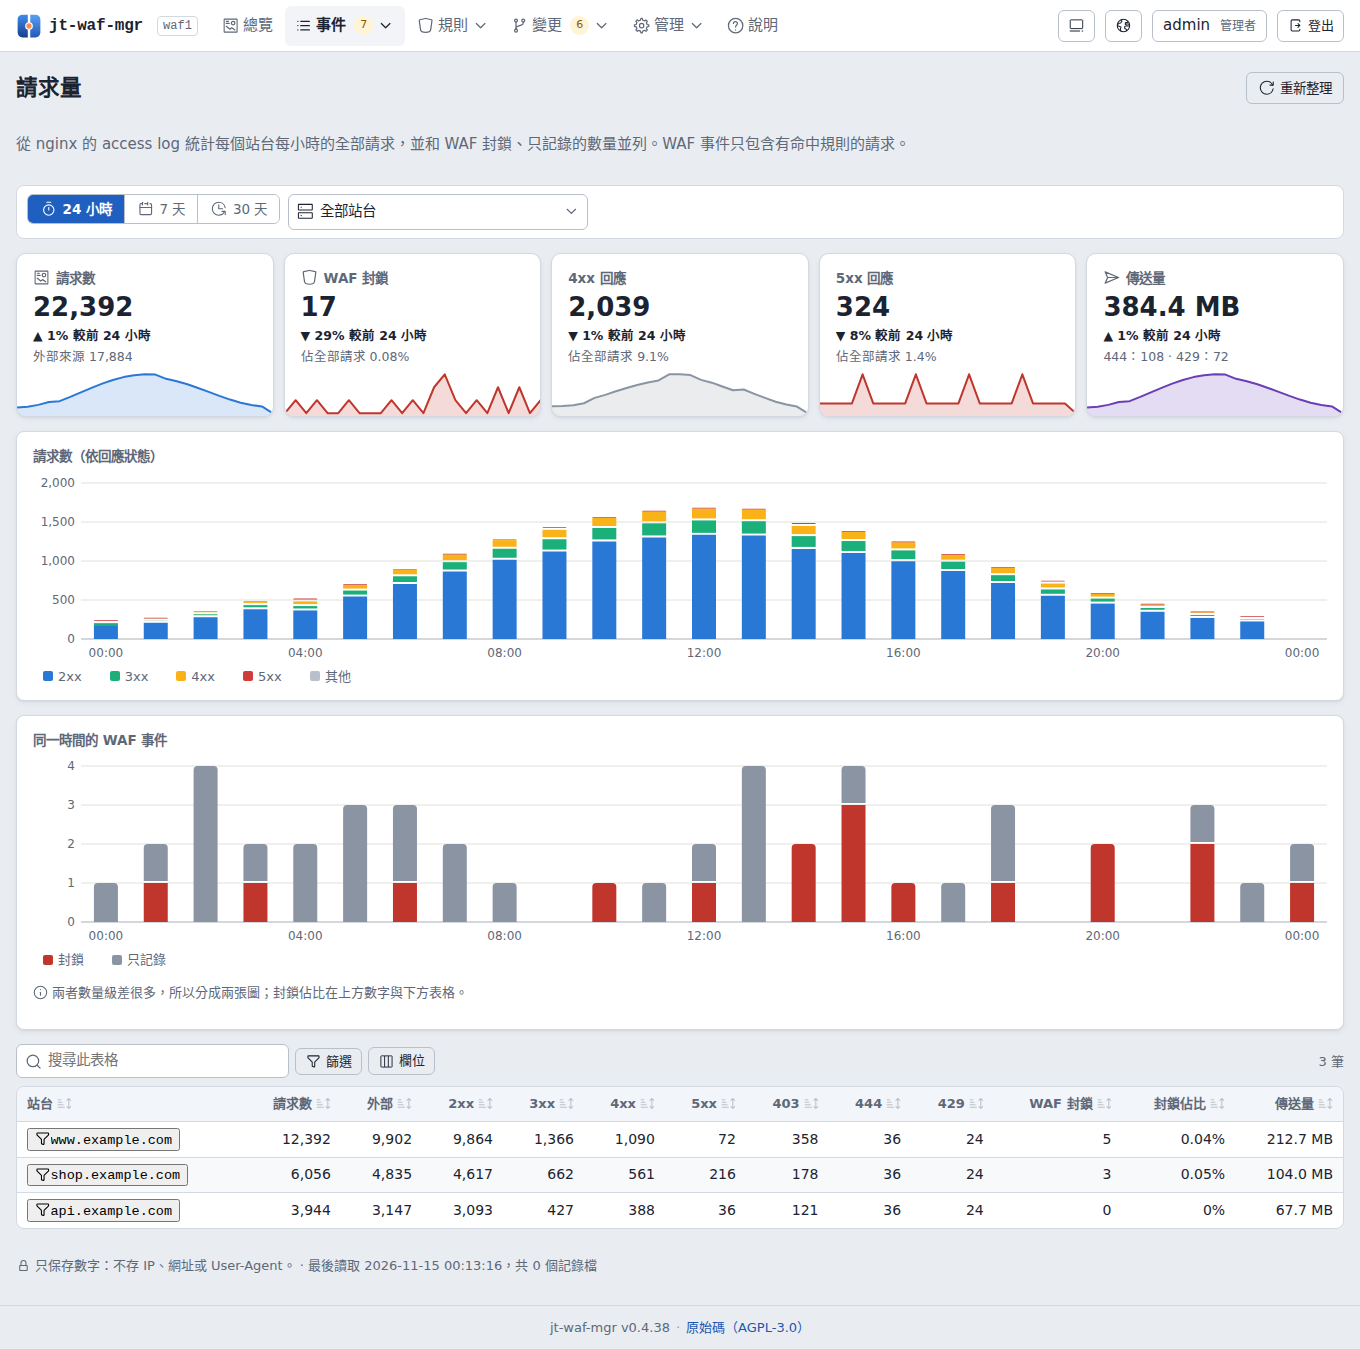 jt-waf-mgr waf1 總覽 事件 7 規則 變更 6 管理 說明 admin 管理者 登出
請求量 重新整理
從 nginx 的 access log 統計每個站台每小時的全部請求，並和 WAF 封鎖、只記錄的數量並列。WAF 事件只包含有命中規則的請求。
24 小時 7 天 30 天 全部站台
請求數
22,392
▲ 1% 較前 24 小時
外部來源 17,884
WAF 封鎖
17
▼ 29% 較前 24 小時
佔全部請求 0.08%
4xx 回應
2,039
▼ 1% 較前 24 小時
佔全部請求 9.1%
5xx 回應
324
▼ 8% 較前 24 小時
佔全部請求 1.4%
傳送量
384.4 MB
▲ 1% 較前 24 小時
444：108 · 429：72
請求數（依回應狀態）
2,000
1,500
1,000
500
0
00:00 04:00 08:00 12:00 16:00 20:00 00:00
2xx 3xx 4xx 5xx 其他
同一時間的 WAF 事件
4
3
2
1
0
00:00 04:00 08:00 12:00 16:00 20:00 00:00
封鎖 只記錄
兩者數量級差很多，所以分成兩張圖；封鎖佔比在上方數字與下方表格。
搜尋此表格 篩選 欄位 3 筆
站台 請求數 外部 2xx 3xx 4xx 5xx 403 444 429 WAF 封鎖 封鎖佔比 傳送量
www.example.com 12,392 9,902 9,864 1,366 1,090 72 358 36 24 5 0.04% 212.7 MB
shop.example.com 6,056 4,835 4,617 662 561 216 178 36 24 3 0.05% 104.0 MB
api.example.com 3,944 3,147 3,093 427 388 36 121 36 24 0 0% 67.7 MB
只保存數字：不存 IP、網址或 User-Agent。 · 最後讀取 2026-11-15 00:13:16，共 0 個記錄檔
jt-waf-mgr v0.4.38 · 原始碼（AGPL-3.0）